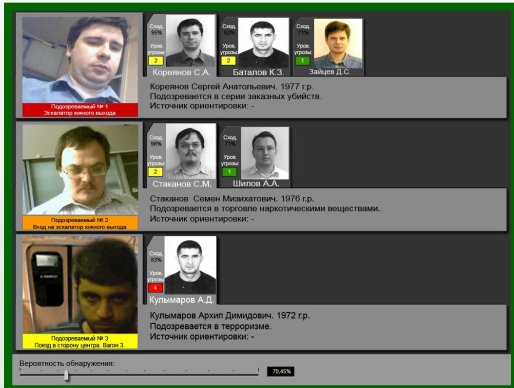 Сход. 95% Уров. угрозы 2 Кореянов С.А.
Сход. 92% Уров. угрозы 2 Баталов К.З.
Сход. 71% Уров. угрозы 1 Зайцев Д.С.
Подозреваемый № 1
Эскалатор южного выхода
Кореянов Сергей Анатольевич. 1977 г.р.
Подозревается в серии заказных убийств.
Источник ориентировки: -
Сход. 98% Уров. угрозы 2 Стаканов С.М.
Сход. 71% Уров. угрозы 1 Шилов А.А.
Подозреваемый № 2
Вход на эскалатор южного выхода
Стаканов Семен Мизихатович. 1976 г.р.
Подозревается в торговле наркотическими веществами.
Источник ориентировки: -
Сход. 83% Уров. угрозы 4 Кулымаров А.Д.
Подозреваемый № 3
Поезд в сторону центра. Вагон 3.
Кулымаров Архип Димидович. 1972 г.р.
Подозревается в терроризме.
Источник ориентировки: -
Вероятность обнаружения:
70,45%